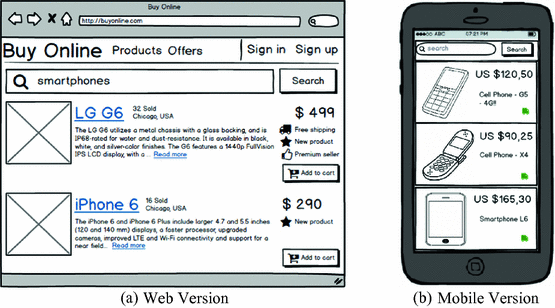 Buy Online
http://buyonline.com
Buy Online Products Offers Sign in Sign up
smartphones Search
LG G6 32 Sold
Chicago, USA
$ 499
The LG G6 utilizes a metal chassis with a glass backing, and is
IP68-rated for water and dust-resistance. It is available in black,
white, and silver-color finishes. The G6 features a 1440p FullVision
IPS LCD display, with a ... Read more
Free shipping
New product
Premium seller
Add to cart
iPhone 6 16 Sold
Chicago, USA
$ 290
The iPhone 6 and iPhone 6 Plus include larger 4.7 and 5.5 inches
(120 and 140 mm) displays, a faster processor, upgraded
cameras, improved LTE and Wi-Fi connectivity and support for a
near field... Read more
New product
Add to cart
(a) Web Version
ABC 07:21 PM
search Search
US $120,50
Cell Phone - G5
- 4G!!
US $90,25
Cell Phone - X4
US $165,30
Smartphone L6
(b) Mobile Version